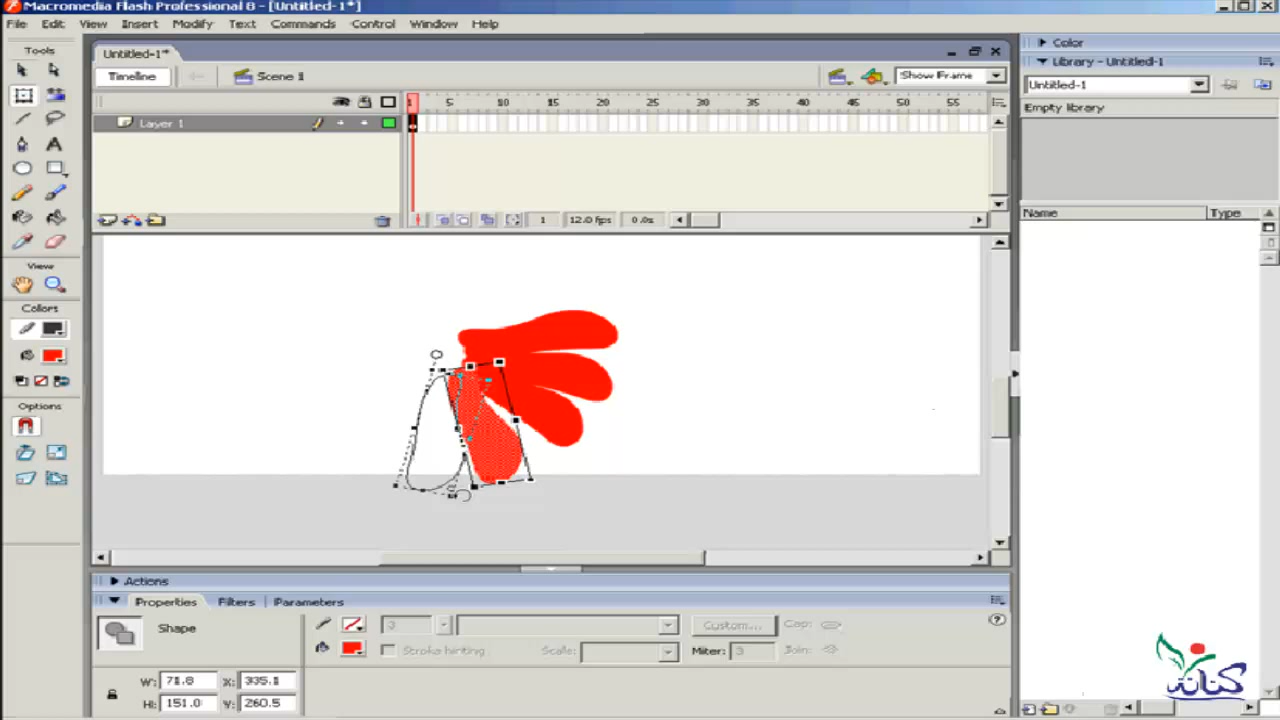 Macromedia Flash Professional 8 - [Untitled-1*]
File Edit View Insert Modify Text Commands Control Window Help
Tools
Untitled-1*
Color
Library - Untitled-1
Timeline
Scene 1
Show Frame
Untitled-1
1 5 10 15 20 25 30 35 40 45 50 55
Empty library
Layer 1
1 12.0 fps 0.0s
Name Type
View
Colors
Options
Actions
Properties Filters Parameters
Shape
3
Custom...
Cap:
Stroke hinting
Scale:
Miter: 3
Join:
W: 71.8 X: 335.1
H: 151.0 Y: 260.5
كنانة